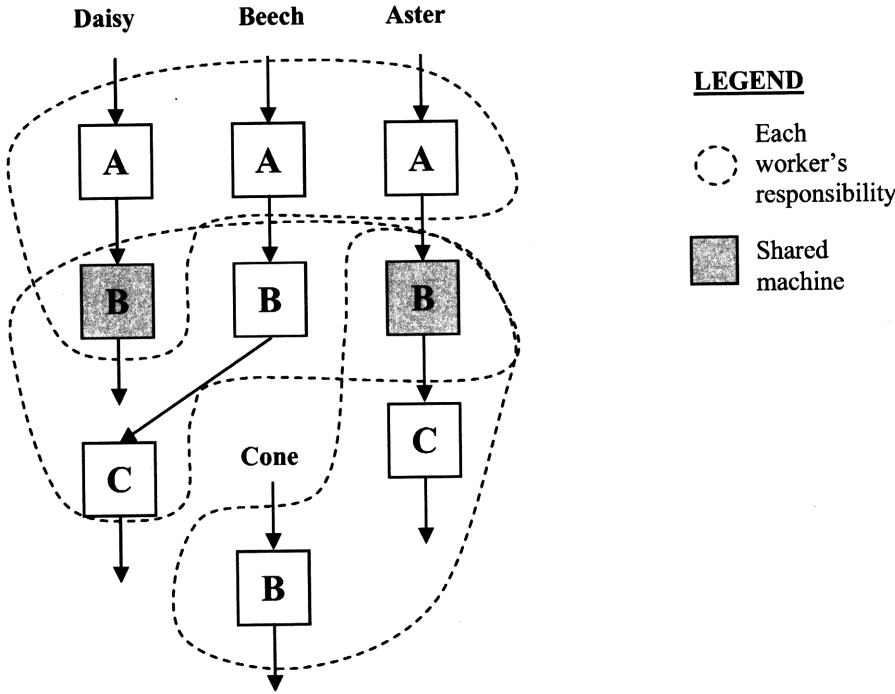 Daisy Beech Aster
LEGEND
A A A
Each
worker's
responsibility
B B B
Shared
machine
C C
Cone
B